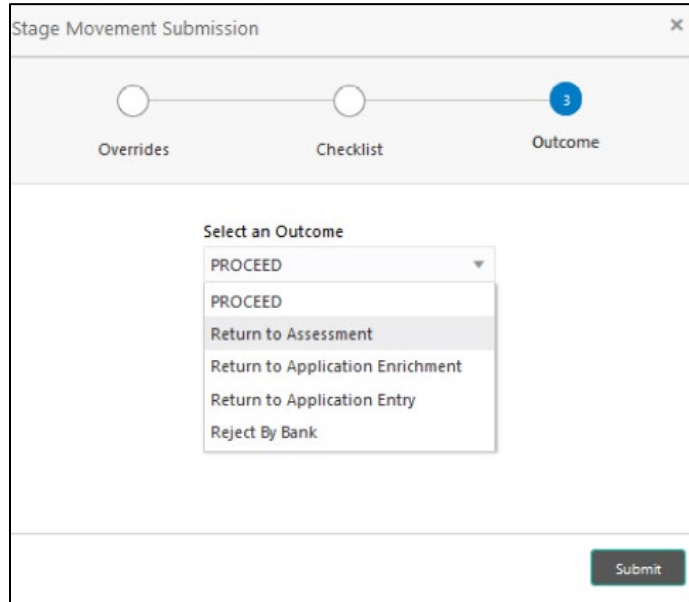 Stage Movement Submission
×
3
Overrides
Checklist
Outcome
Select an Outcome
PROCEED
PROCEED
Return to Assessment
Return to Application Enrichment
Return to Application Entry
Reject By Bank
Submit